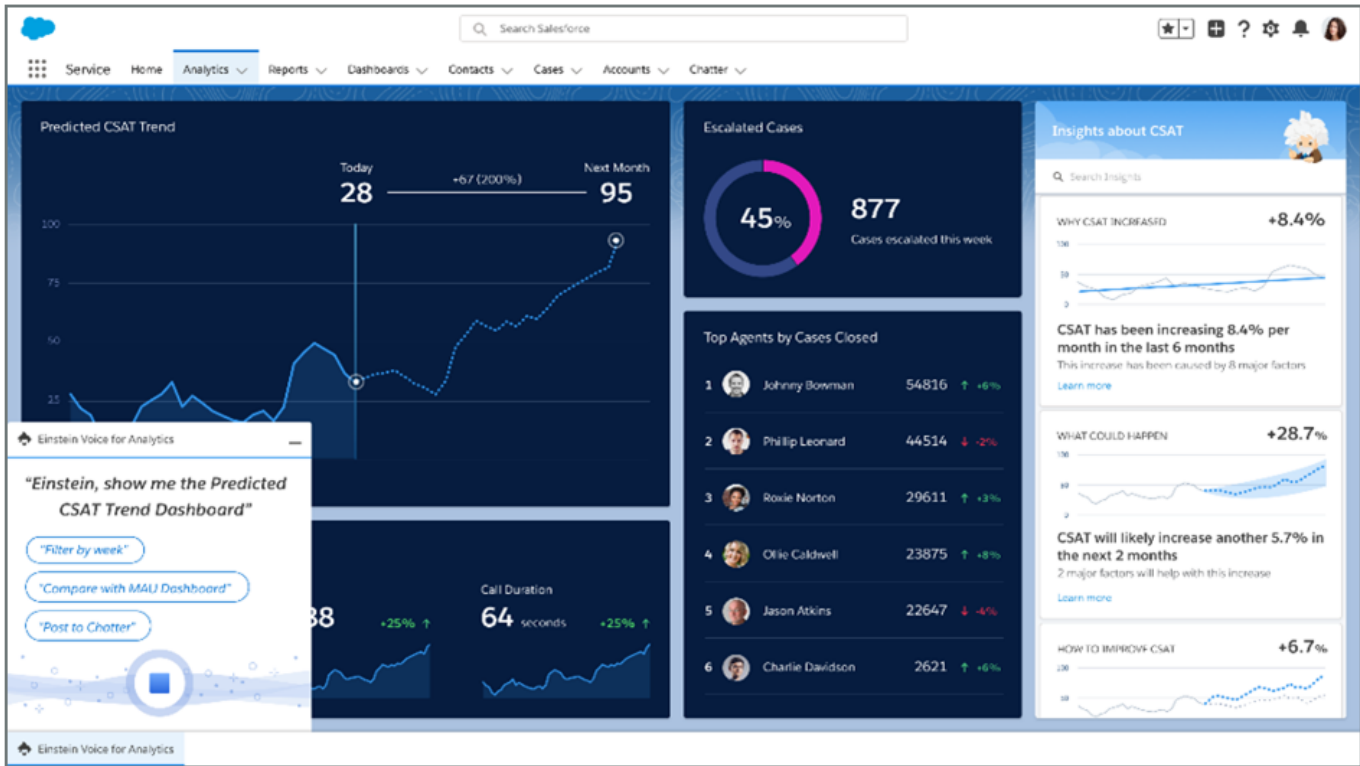 Search Salesforce
Service Home Analytics Reports Dashboards Contacts Cases Accounts Chatter
Predicted CSAT Trend
Today
28
+67 (200%)
Next Month
95
100
75
50
25
Escalated Cases
45%
877
Cases escalated this week
Top Agents by Cases Closed
1 Johnny Bowman 54816 ↑ +6%
2 Phillip Leonard 44514 ↓ -2%
3 Roxie Norton 29611 ↑ +3%
4 Ollie Caldwell 23875 ↑ +8%
5 Jason Atkins 22647 ↓ -4%
6 Charlie Davidson 2621 ↑ +6%
Insights about CSAT
Search Insights
WHY CSAT INCREASED +8.4%
100
50
0
CSAT has been increasing 8.4% per
month in the last 6 months
This increase has been caused by 8 major factors
Learn more
WHAT COULD HAPPEN +28.7%
100
50
0
CSAT will likely increase another 5.7% in
the next 2 months
2 major factors will help with this increase
Learn more
HOW TO IMPROVE CSAT +6.7%
100
50
Einstein Voice for Analytics
"Einstein, show me the Predicted
CSAT Trend Dashboard"
"Filter by week"
"Compare with MAU Dashboard"
"Post to Chatter"
+25% ↑
Call Duration
64 seconds +25% ↑
Einstein Voice for Analytics